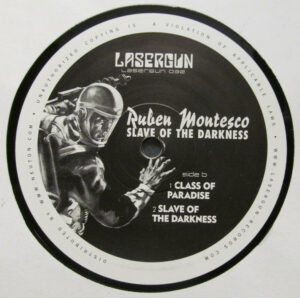 LASERGUN
LASERGUN 032
Ruben Montesco
SLAVE OF THE DARKNESS
side b
1 CLASS OF
PARADISE
2 SLAVE OF
THE DARKNESS
DISTRIBUTED BY WWW.NEUTON.COM • UNAUTHORIZED COPYING IS A VIOLATION OF APPLICABLE LAWS • WWW.LASERGUN-RECORDS.COM